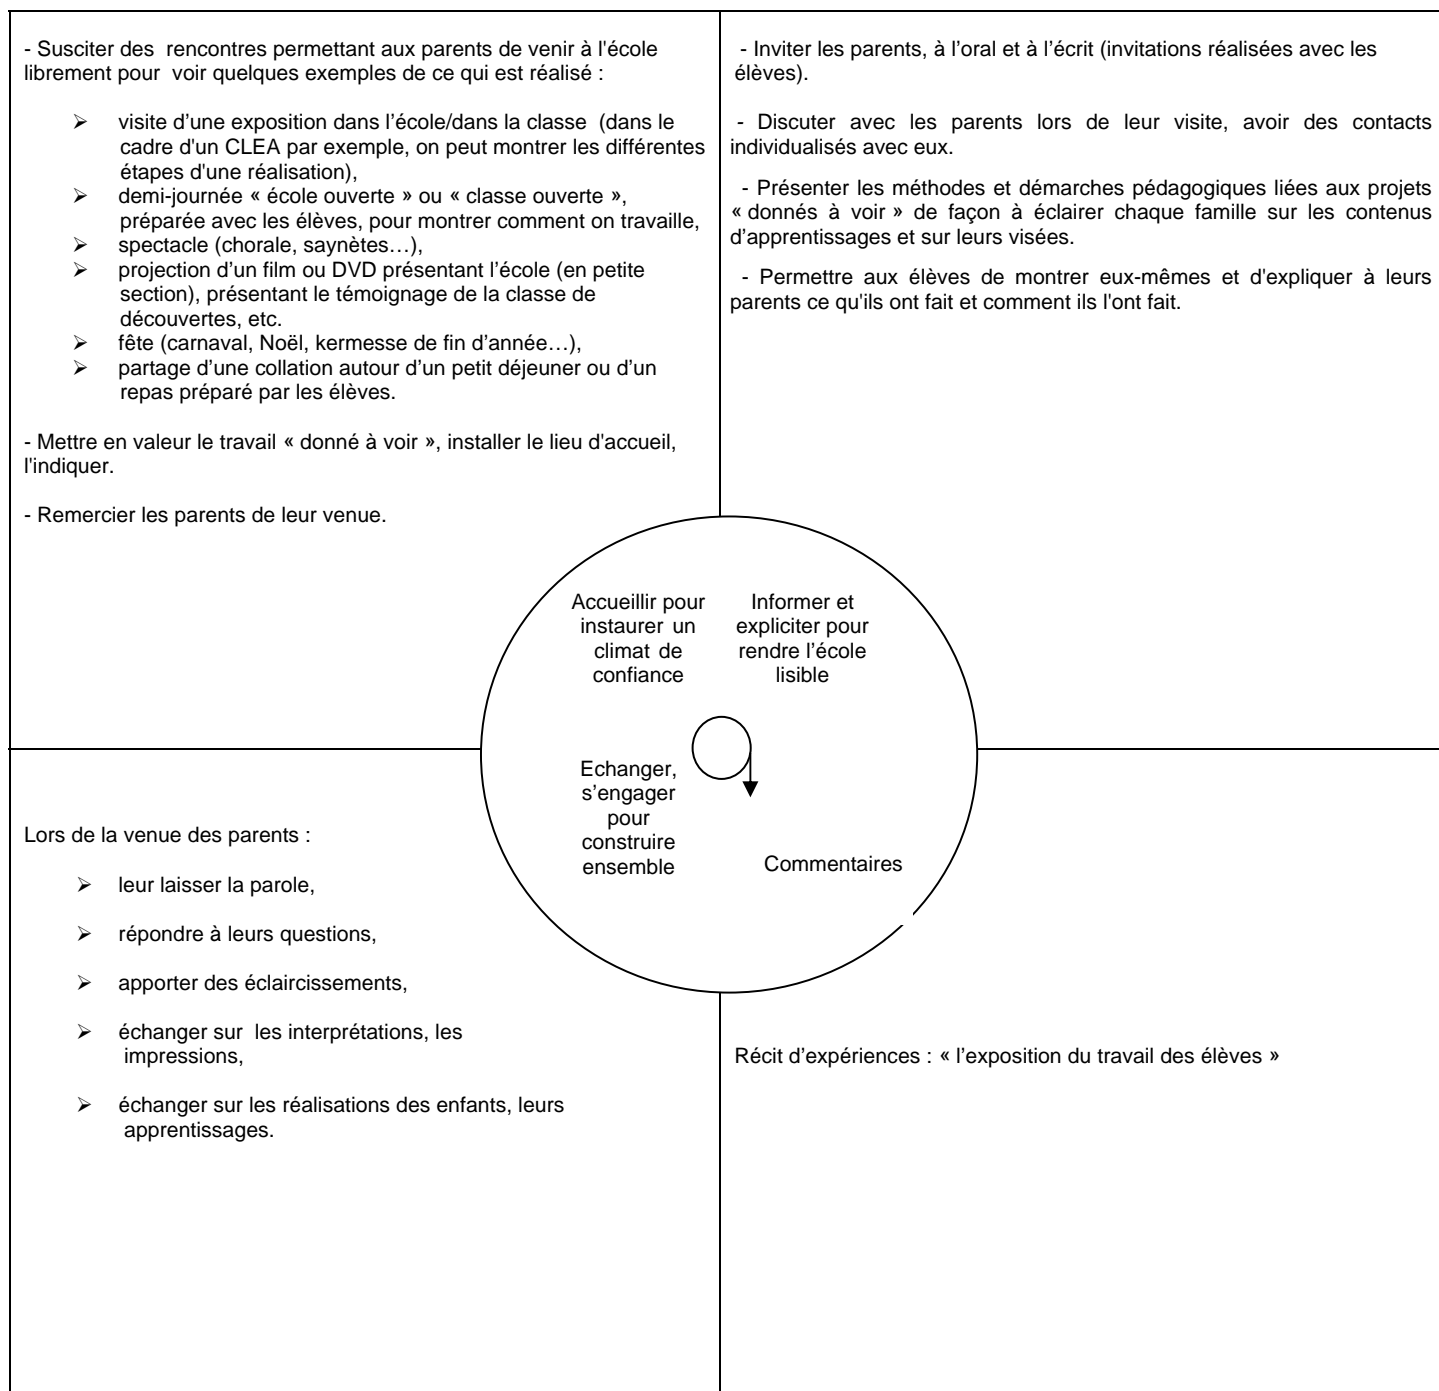 - Susciter des rencontres permettant aux parents de venir à l'école
librement pour voir quelques exemples de ce qui est réalisé :
➢ visite d'une exposition dans l'école/dans la classe (dans le
cadre d'un CLEA par exemple, on peut montrer les différentes
étapes d'une réalisation),
➢ demi-journée « école ouverte » ou « classe ouverte »,
préparée avec les élèves, pour montrer comment on travaille,
➢ spectacle (chorale, saynètes…),
➢ projection d'un film ou DVD présentant l'école (en petite
section), présentant le témoignage de la classe de
découvertes, etc.
➢ fête (carnaval, Noël, kermesse de fin d'année…),
➢ partage d'une collation autour d'un petit déjeuner ou d'un
repas préparé par les élèves.
- Mettre en valeur le travail « donné à voir », installer le lieu d'accueil,
l'indiquer.
- Remercier les parents de leur venue.
- Inviter les parents, à l'oral et à l'écrit (invitations réalisées avec les
élèves).
- Discuter avec les parents lors de leur visite, avoir des contacts
individualisés avec eux.
- Présenter les méthodes et démarches pédagogiques liées aux projets
« donnés à voir » de façon à éclairer chaque famille sur les contenus
d'apprentissages et sur leurs visées.
- Permettre aux élèves de montrer eux-mêmes et d'expliquer à leurs
parents ce qu'ils ont fait et comment ils l'ont fait.
Accueillir pour
instaurer un
climat de
confiance
Informer et
expliciter pour
rendre l'école
lisible
Echanger,
s'engager
pour
construire
ensemble
Commentaires
Lors de la venue des parents :
➢ leur laisser la parole,
➢ répondre à leurs questions,
➢ apporter des éclaircissements,
➢ échanger sur les interprétations, les
impressions,
➢ échanger sur les réalisations des enfants, leurs
apprentissages.
Récit d'expériences : « l'exposition du travail des élèves »